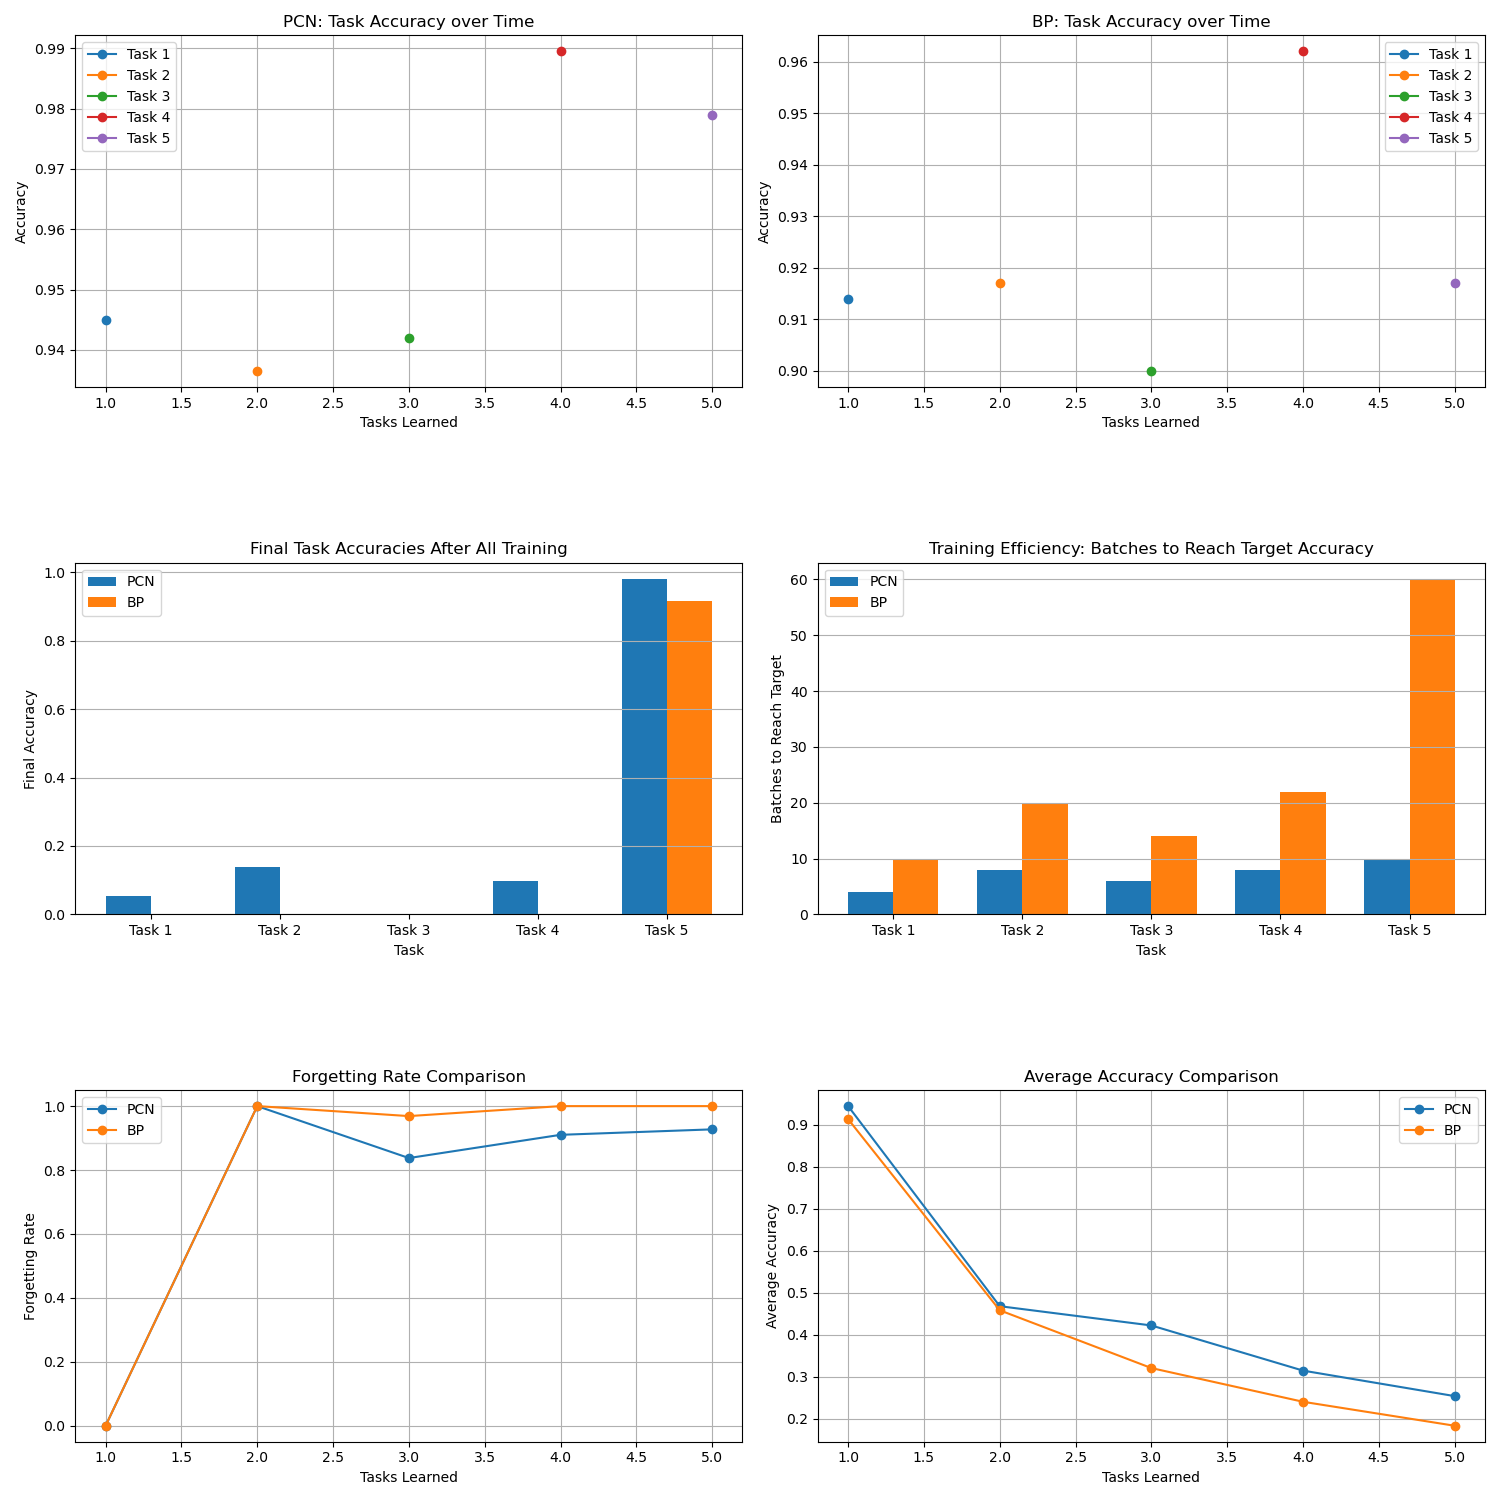 PCN: Task Accuracy over Time
0.99
0.98
0.97
0.96
0.95
0.94
Accuracy
Task 1
Task 2
Task 3
Task 4
Task 5
1.0 1.5 2.0 2.5 3.0 3.5 4.0 4.5 5.0
Tasks Learned
BP: Task Accuracy over Time
0.96
0.95
0.94
0.93
0.92
0.91
0.90
Accuracy
Task 1
Task 2
Task 3
Task 4
Task 5
1.0 1.5 2.0 2.5 3.0 3.5 4.0 4.5 5.0
Tasks Learned
Final Task Accuracies After All Training
1.0
0.8
0.6
0.4
0.2
0.0
Final Accuracy
PCN
BP
Task 1 Task 2 Task 3 Task 4 Task 5
Task
Training Efficiency: Batches to Reach Target Accuracy
60
50
40
30
20
10
0
Batches to Reach Target
PCN
BP
Task 1 Task 2 Task 3 Task 4 Task 5
Task
Forgetting Rate Comparison
1.0
0.8
0.6
0.4
0.2
0.0
Forgetting Rate
PCN
BP
1.0 1.5 2.0 2.5 3.0 3.5 4.0 4.5 5.0
Tasks Learned
Average Accuracy Comparison
0.9
0.8
0.7
0.6
0.5
0.4
0.3
0.2
Average Accuracy
PCN
BP
1.0 1.5 2.0 2.5 3.0 3.5 4.0 4.5 5.0
Tasks Learned